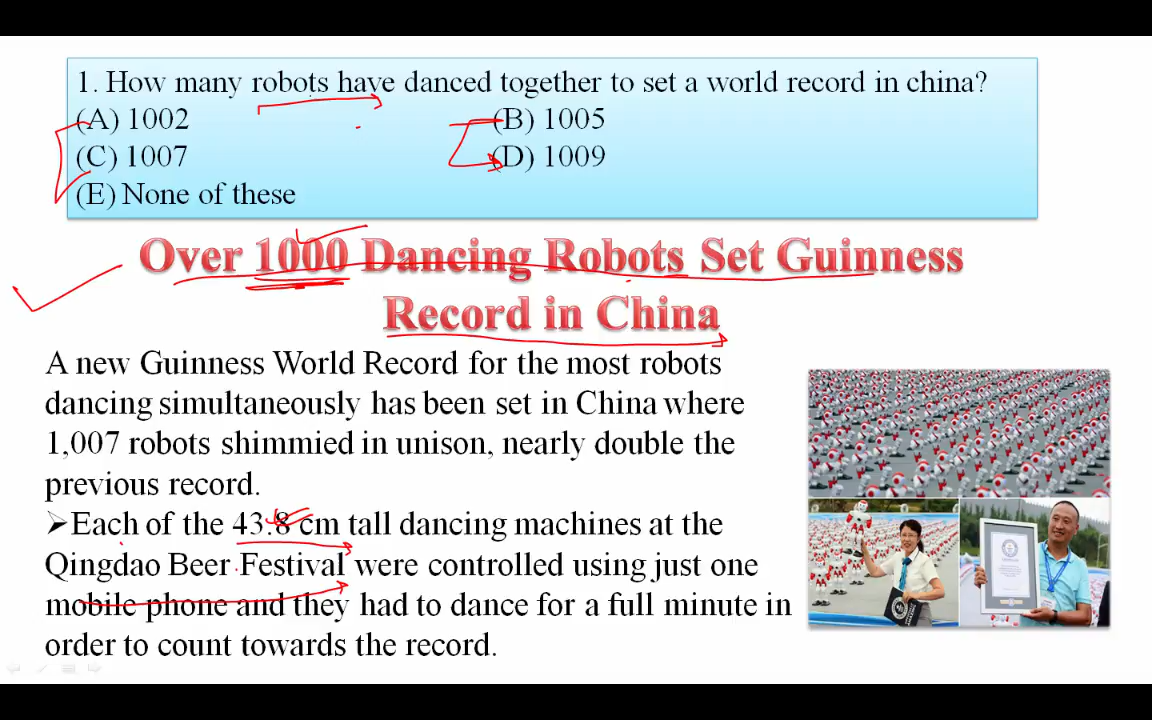 1. How many robots have danced together to set a world record in china?
(A) 1002 (B) 1005
(C) 1007 (D) 1009
(E) None of these
Over 1000 Dancing Robots Set Guinness
Record in China
A new Guinness World Record for the most robots
dancing simultaneously has been set in China where
1,007 robots shimmied in unison, nearly double the
previous record.
➢Each of the 43.8 cm tall dancing machines at the
Qingdao Beer Festival were controlled using just one
mobile phone and they had to dance for a full minute in
order to count towards the record.